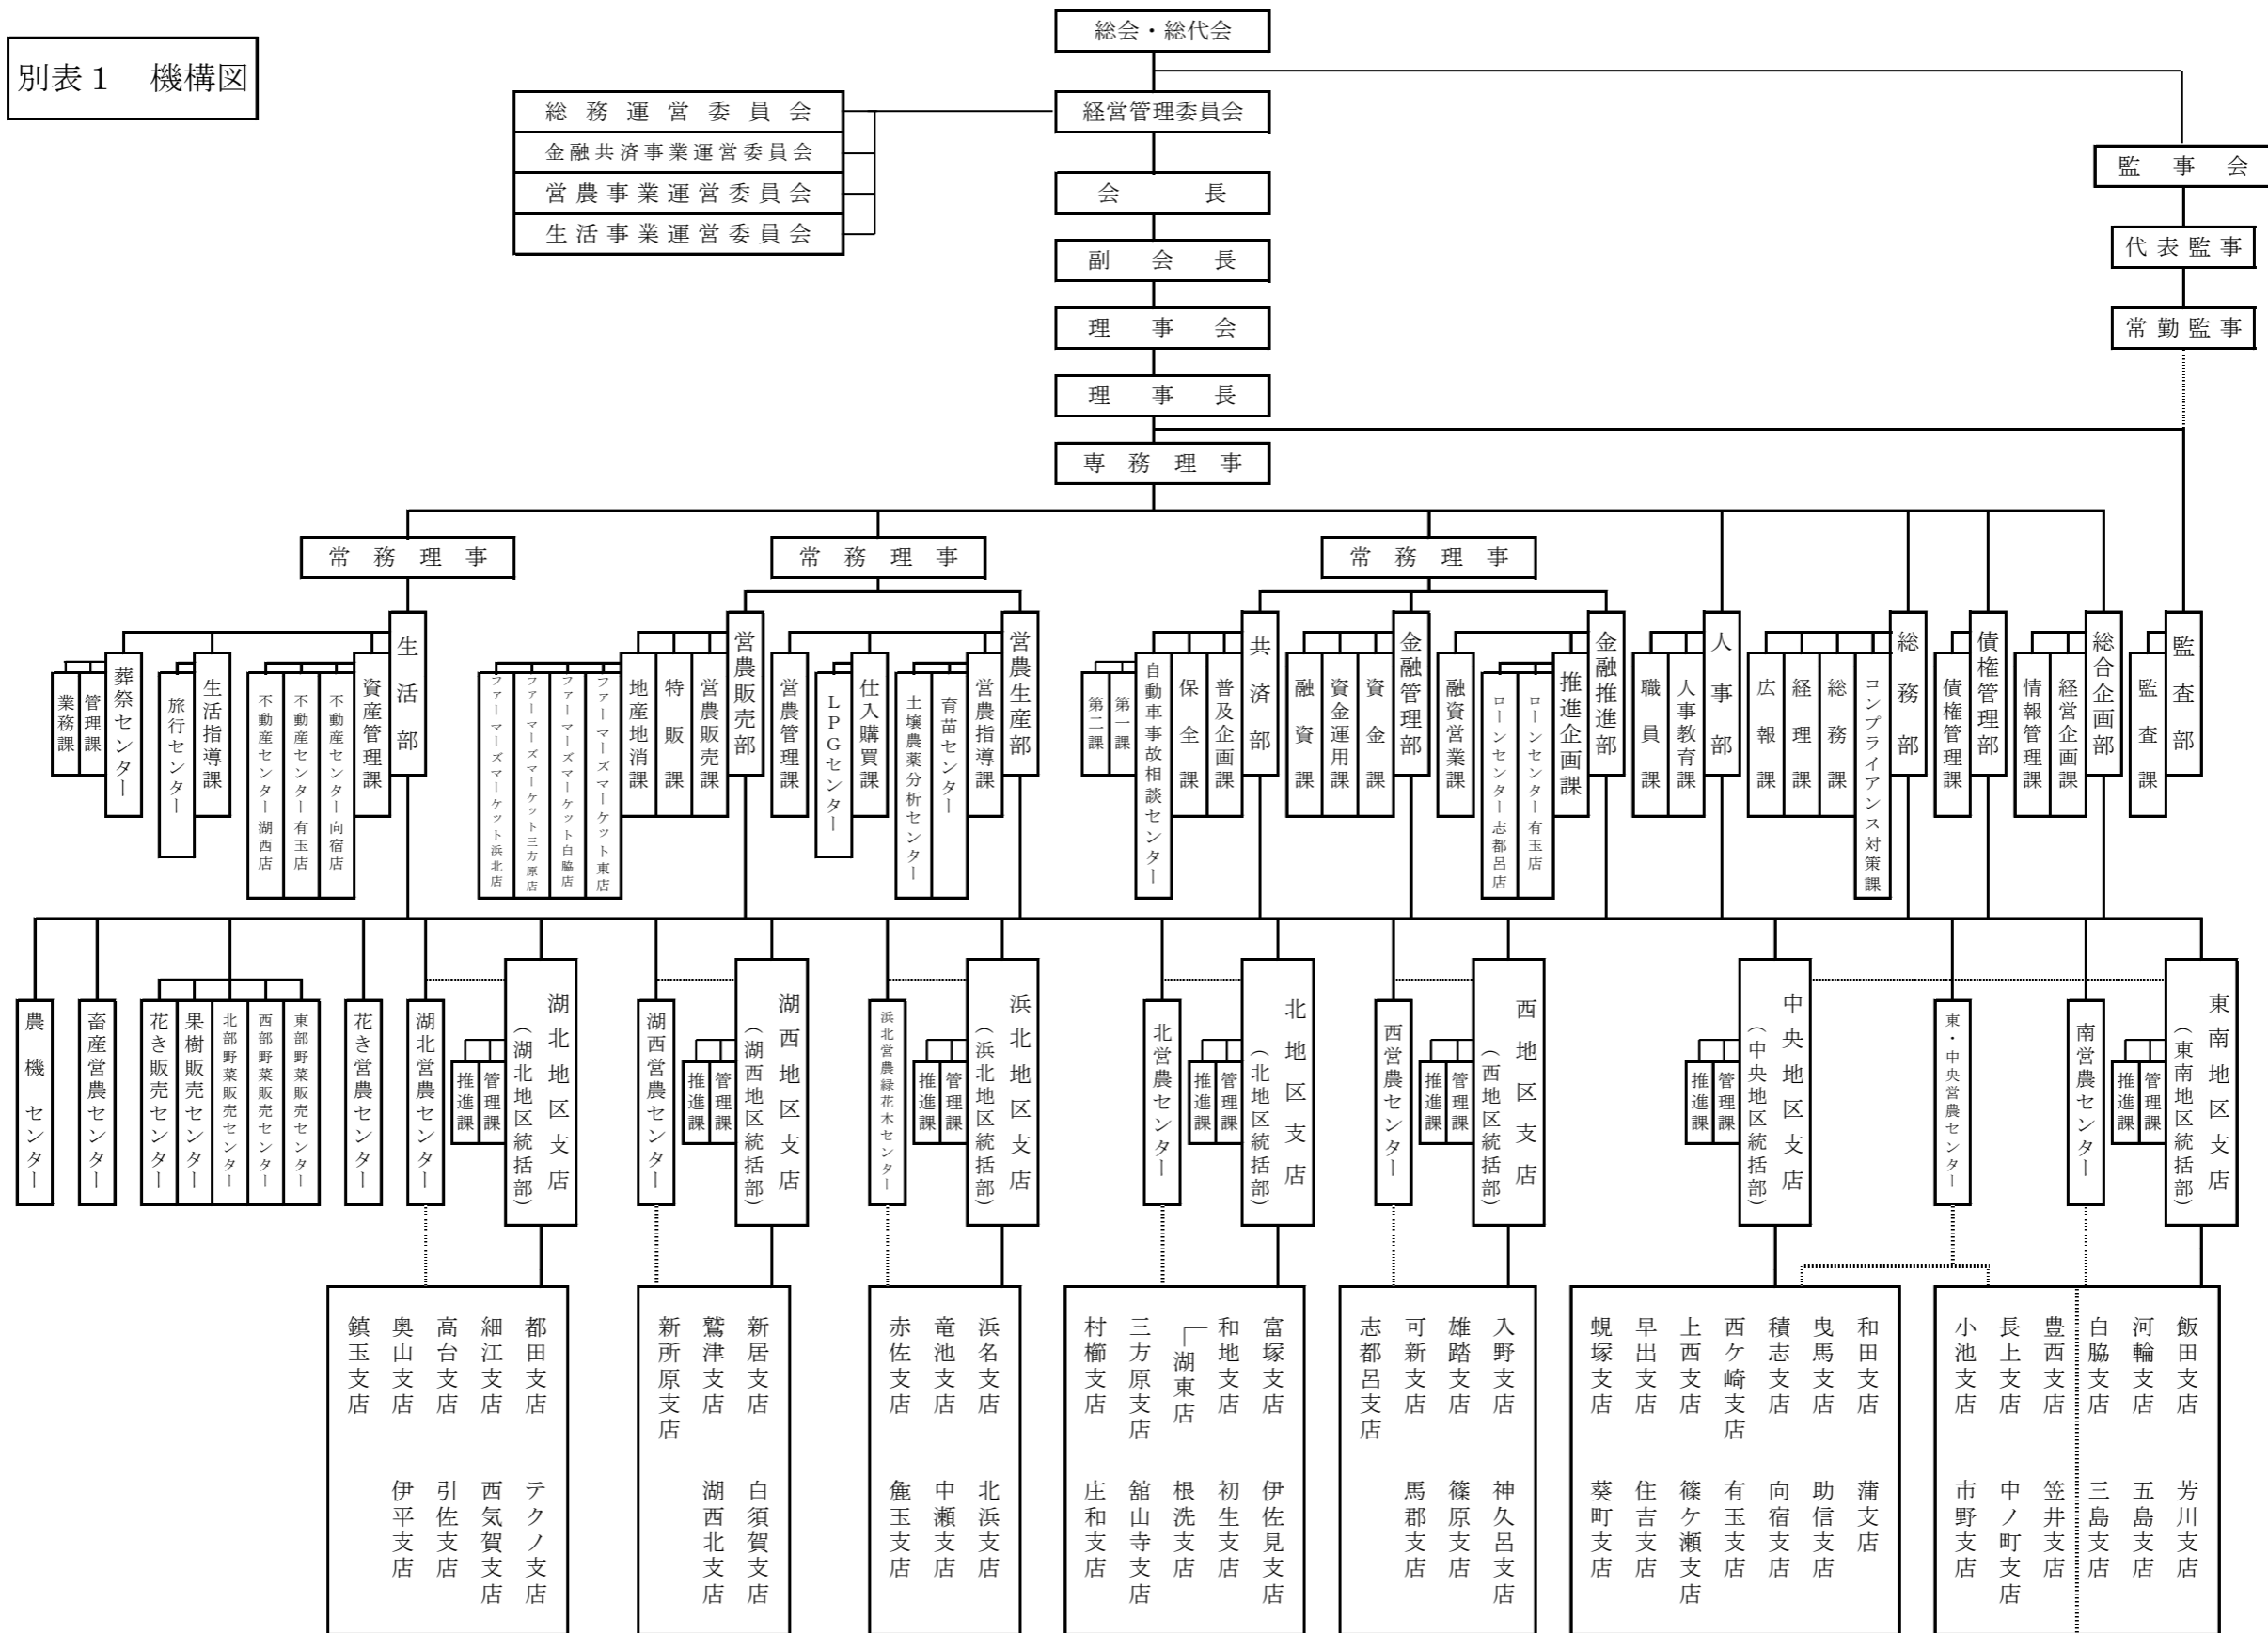 別表１　機構図
総会・総代会
経営管理委員会
総務運営委員会
金融共済事業運営委員会
営農事業運営委員会
生活事業運営委員会
会長
副会長
理事会
理事長
専務理事
監事会
代表監事
常勤監事
常務理事
常務理事
常務理事
監査部
監査課
総合企画部
経営企画課
情報管理課
債権管理部
債権管理課
総務部
コンプライアンス対策課
総務課
経理課
広報課
人事部
人事教育課
職員課
金融推進部
推進企画課
ローンセンター有玉店
ローンセンター志都呂店
融資営業課
金融管理部
資金課
資金運用課
融資課
共済部
普及企画課
保全課
自動車事故相談センター
第一課
第二課
営農生産部
営農指導課
育苗センター
土壌農薬分析センター
仕入購買課
ＬＰＧセンター
営農管理課
営農販売部
営農販売課
特販課
地産地消課
ファーマーズマーケット東店
ファーマーズマーケット白脇店
ファーマーズマーケット三方原店
ファーマーズマーケット浜北店
生活部
資産管理課
不動産センター向宿店
不動産センター有玉店
不動産センター湖西店
生活指導課
旅行センター
葬祭センター
管理課
業務課
東南地区支店
（東南地区統括部）
管理課
推進課
南営農センター
東・中央営農センター
中央地区支店
（中央地区統括部）
管理課
推進課
西地区支店
（西地区統括部）
管理課
推進課
西営農センター
北地区支店
（北地区統括部）
管理課
推進課
北営農センター
浜北地区支店
（浜北地区統括部）
管理課
推進課
浜北営農緑花木センター
湖西地区支店
（湖西地区統括部）
管理課
推進課
湖西営農センター
湖北地区支店
（湖北地区統括部）
管理課
推進課
湖北営農センター
花き営農センター
東部野菜販売センター
西部野菜販売センター
北部野菜販売センター
果樹販売センター
花き販売センター
畜産営農センター
農機センター
飯田支店　芳川支店
河輪支店　五島支店
白脇支店　三島支店
豊西支店　笠井支店
長上支店　中ノ町支店
小池支店　市野支店
和田支店　蒲支店
曳馬支店　助信支店
積志支店　向宿支店
西ケ崎支店　有玉支店
上西支店　篠ケ瀬支店
早出支店　住吉支店
蜆塚支店　葵町支店
入野支店　神久呂支店
雄踏支店　篠原支店
可新支店　馬郡支店
志都呂支店
富塚支店　伊佐見支店
和地支店　初生支店
湖東店　根洗支店
三方原支店　舘山寺支店
村櫛支店　庄和支店
浜名支店　北浜支店
竜池支店　中瀬支店
赤佐支店　麁玉支店
新居支店　白須賀支店
鷲津支店　湖西北支店
新所原支店
都田支店　テクノ支店
細江支店　西気賀支店
高台支店　引佐支店
奥山支店　伊平支店
鎮玉支店